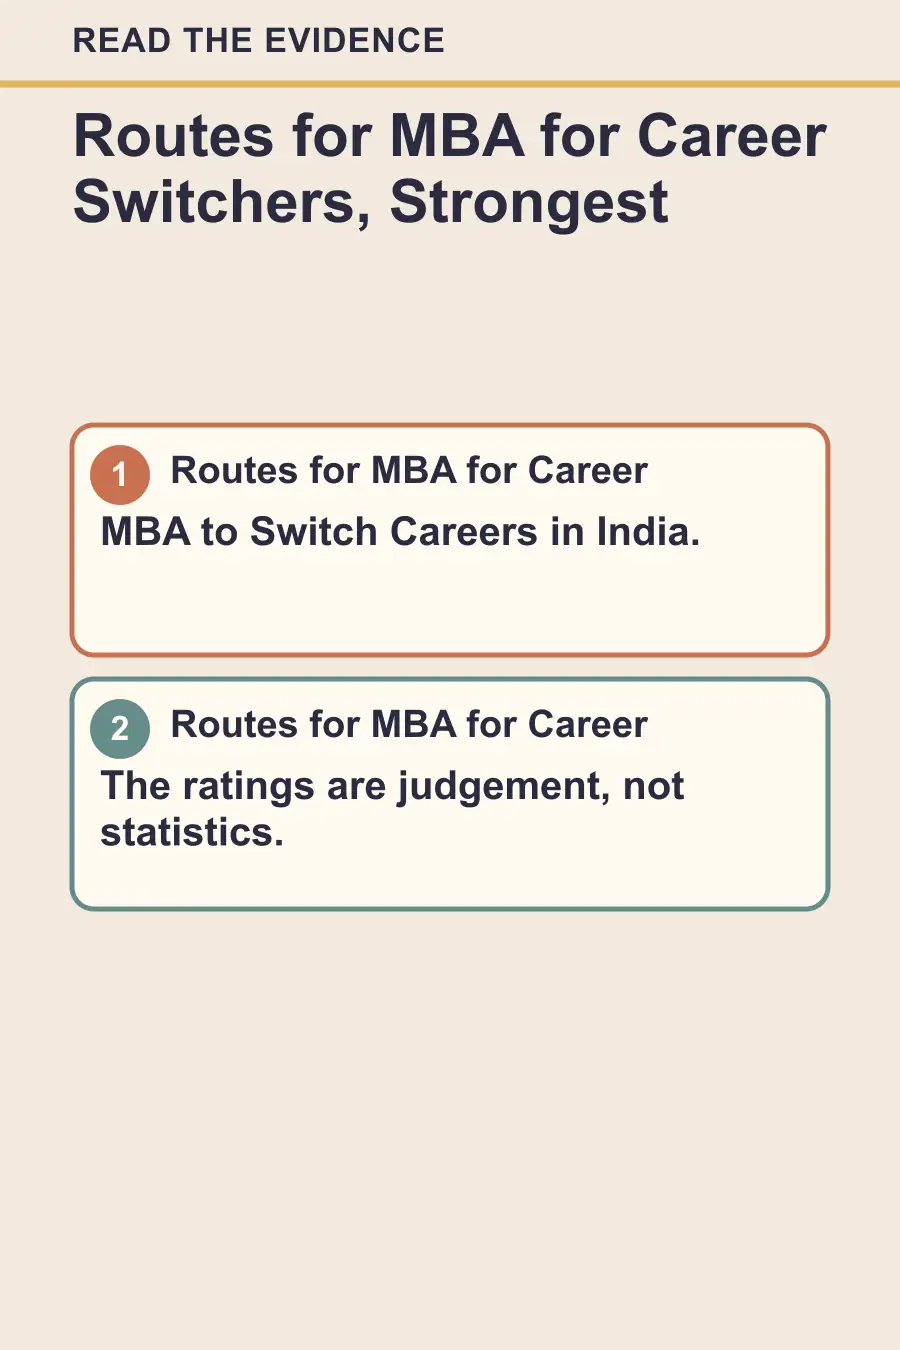 READ THE EVIDENCE
Routes for MBA for Career
Switchers, Strongest
1 Routes for MBA for Career
MBA to Switch Careers in India.
2 Routes for MBA for Career
The ratings are judgement, not
statistics.